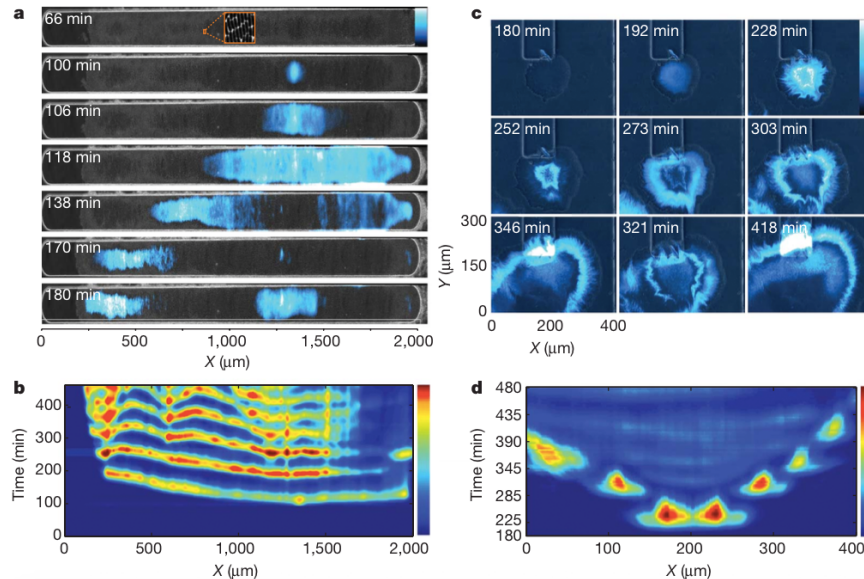 a
66 min
100 min
106 min
118 min
138 min
170 min
180 min
0 500 1,000 1,500 2,000
X (μm)
b
Time (min)
400
300
200
100
0
0 500 1,000 1,500 2,000
X (μm)
c
180 min 192 min 228 min
252 min 273 min 303 min
346 min 321 min 418 min
Y (μm)
300
150
0
0 200 400
X (μm)
d
Time (min)
480
435
390
345
285
225
180
0 100 200 300 400
X (μm)